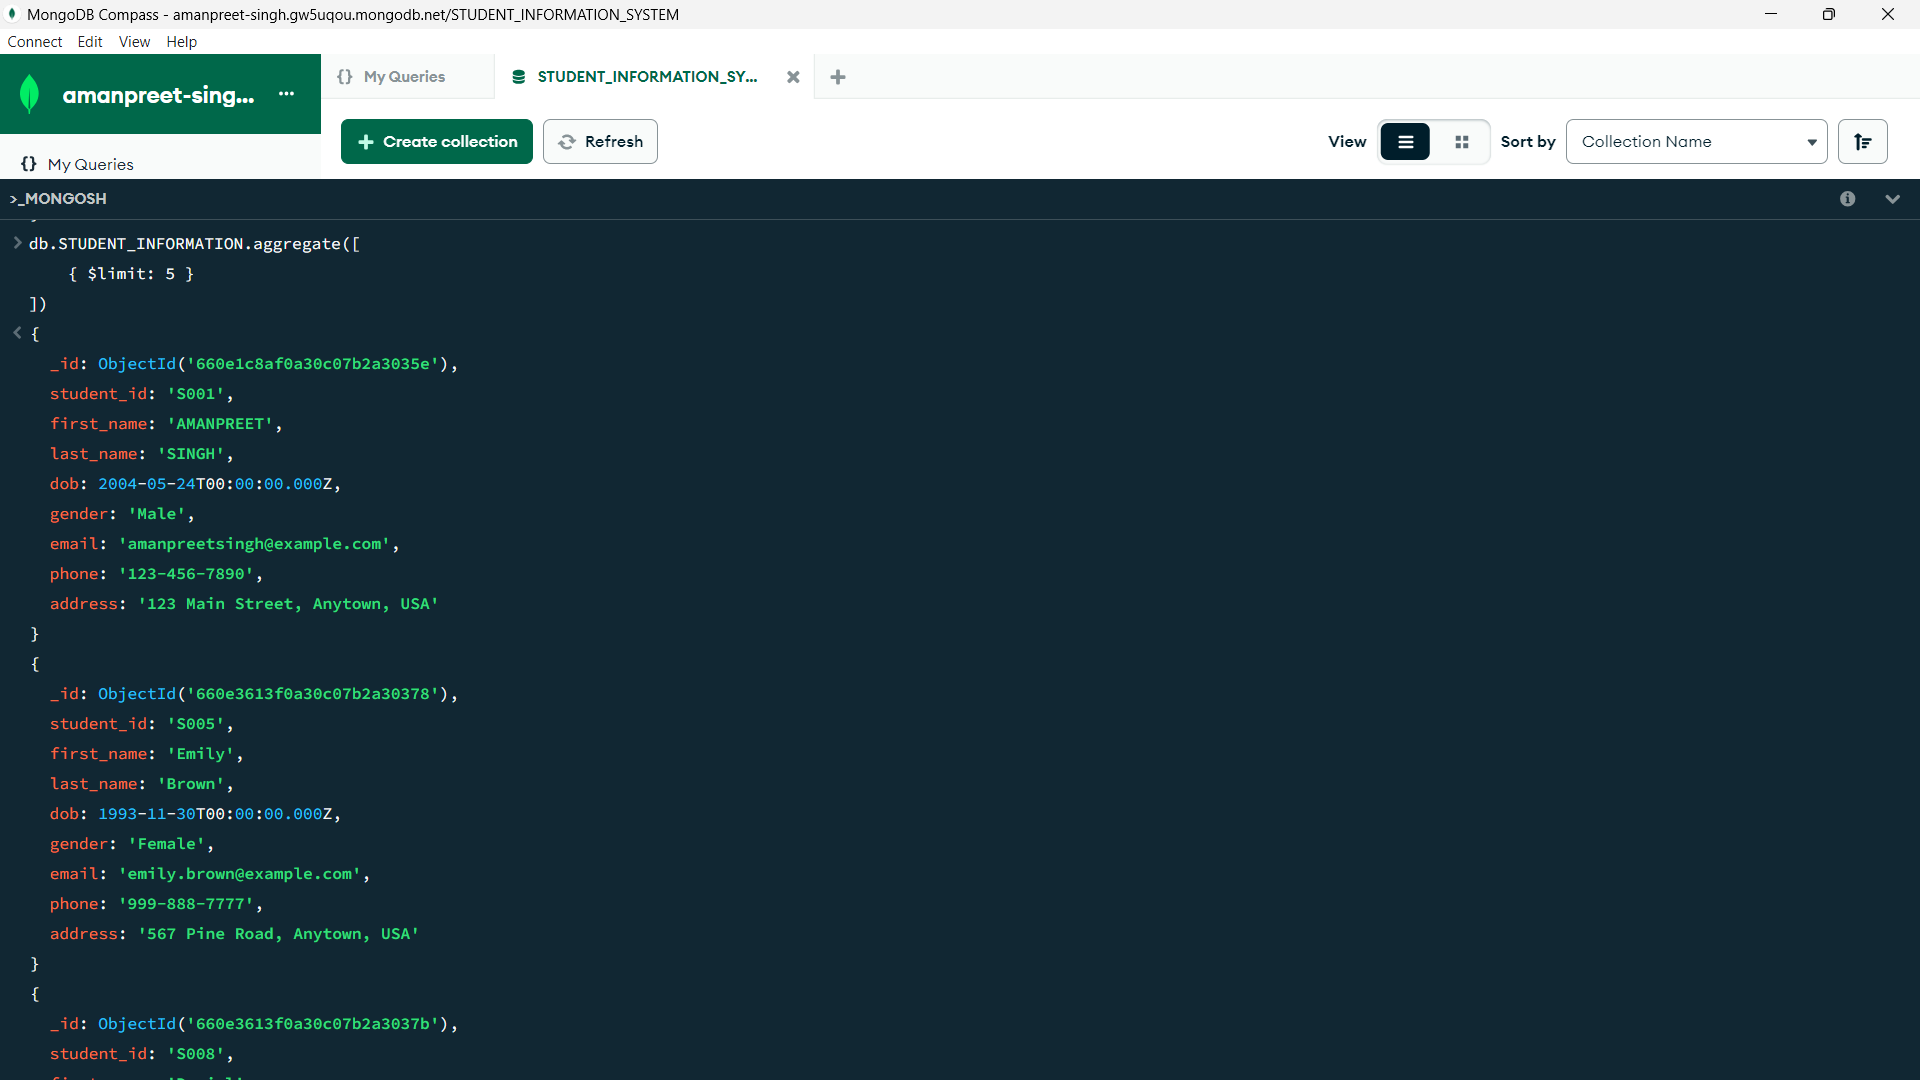 MongoDB Compass - amanpreet-singh.gw5uqou.mongodb.net/STUDENT_INFORMATION_SYSTEM
Connect Edit View Help
amanpreet-sing... ...
{} My Queries
STUDENT_INFORMATION_SY...
Create collection
Refresh
View
Sort by
Collection Name
{} My Queries
>_MONGOSH
> db.STUDENT_INFORMATION.aggregate([
{ $limit: 5 }
])
< {
_id: ObjectId('660e1c8af0a30c07b2a3035e'),
student_id: 'S001',
first_name: 'AMANPREET',
last_name: 'SINGH',
dob: 2004-05-24T00:00:00.000Z,
gender: 'Male',
email: 'amanpreetsingh@example.com',
phone: '123-456-7890',
address: '123 Main Street, Anytown, USA'
}
{
_id: ObjectId('660e3613f0a30c07b2a30378'),
student_id: 'S005',
first_name: 'Emily',
last_name: 'Brown',
dob: 1993-11-30T00:00:00.000Z,
gender: 'Female',
email: 'emily.brown@example.com',
phone: '999-888-7777',
address: '567 Pine Road, Anytown, USA'
}
{
_id: ObjectId('660e3613f0a30c07b2a3037b'),
student_id: 'S008',